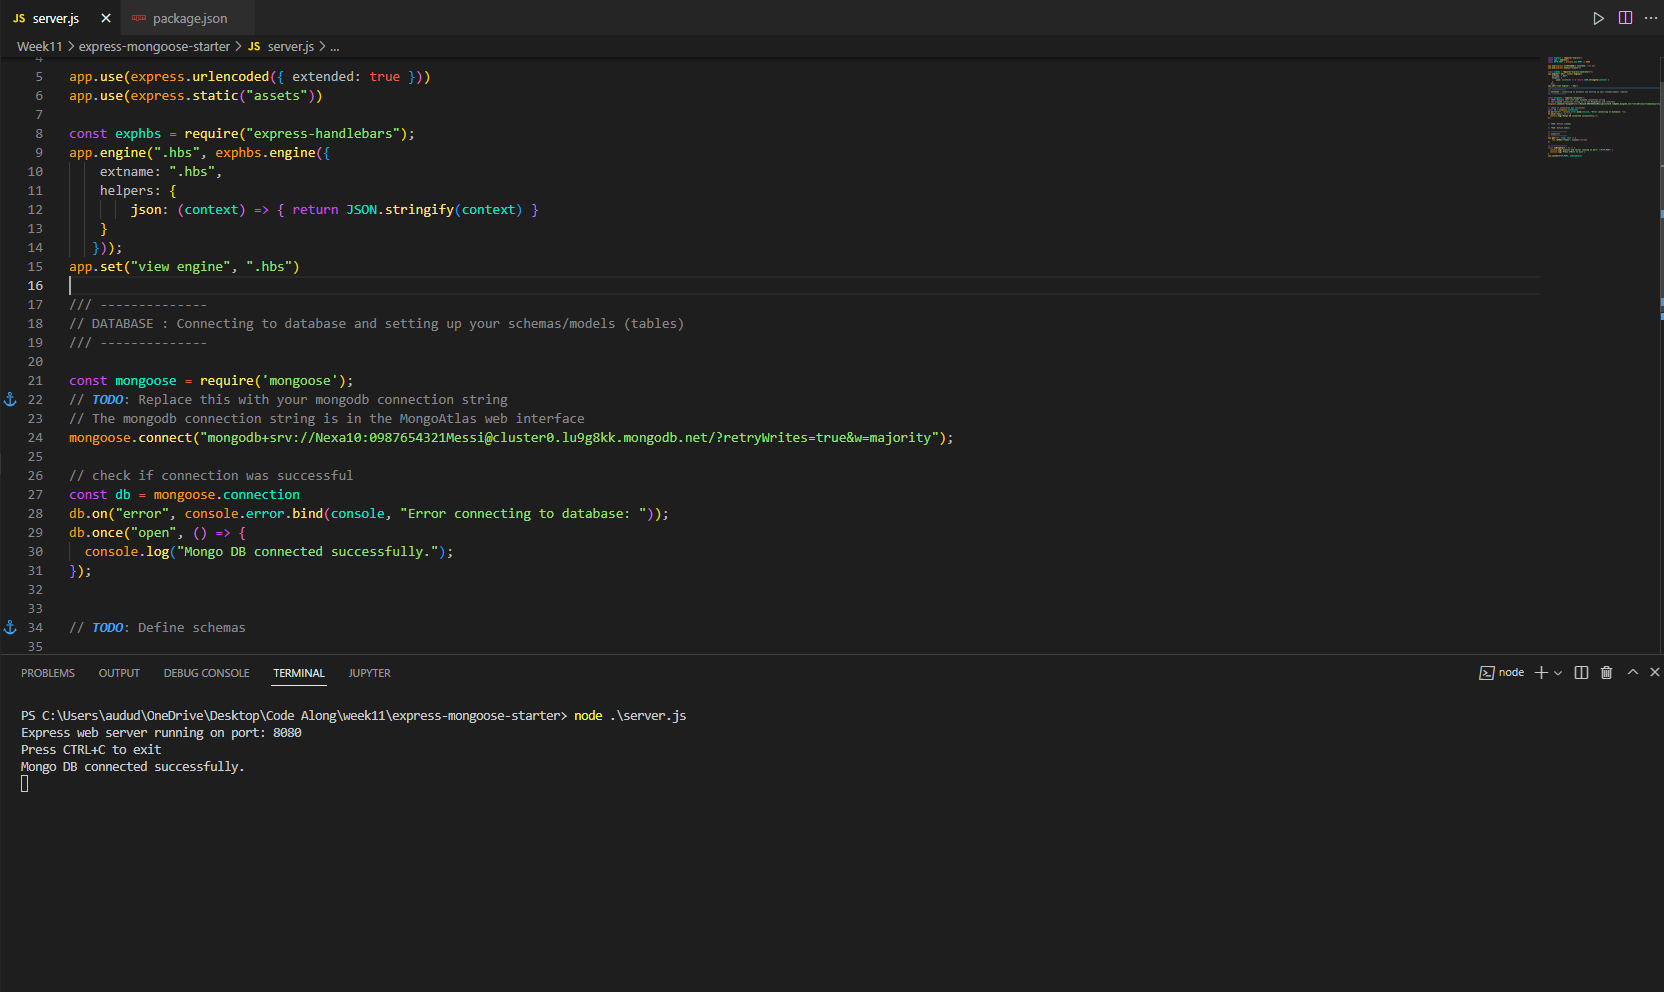 JS server.js ×
package.json
Week11 > express-mongoose-starter > JS server.js > ...
4
5 app.use(express.urlencoded({ extended: true }))
6 app.use(express.static("assets"))
7
8 const exphbs = require("express-handlebars");
9 app.engine(".hbs", exphbs.engine({
10 extname: ".hbs",
11 helpers: {
12 json: (context) => { return JSON.stringify(context) }
13 }
14 }));
15 app.set("view engine", ".hbs")
16
17 /// --------------
18 // DATABASE : Connecting to database and setting up your schemas/models (tables)
19 /// --------------
20
21 const mongoose = require('mongoose');
22 // TODO: Replace this with your mongodb connection string
23 // The mongodb connection string is in the MongoAtlas web interface
24 mongoose.connect("mongodb+srv://Nexa10:0987654321Messi@cluster0.lu9g8kk.mongodb.net/?retryWrites=true&w=majority");
25
26 // check if connection was successful
27 const db = mongoose.connection
28 db.on("error", console.error.bind(console, "Error connecting to database: "));
29 db.once("open", () => {
30 console.log("Mongo DB connected successfully.");
31 });
32
33
34 // TODO: Define schemas
35
PROBLEMS OUTPUT DEBUG CONSOLE TERMINAL JUPYTER
node
PS C:\Users\audud\OneDrive\Desktop\Code Along\week11\express-mongoose-starter> node .\server.js
Express web server running on port: 8080
Press CTRL+C to exit
Mongo DB connected successfully.